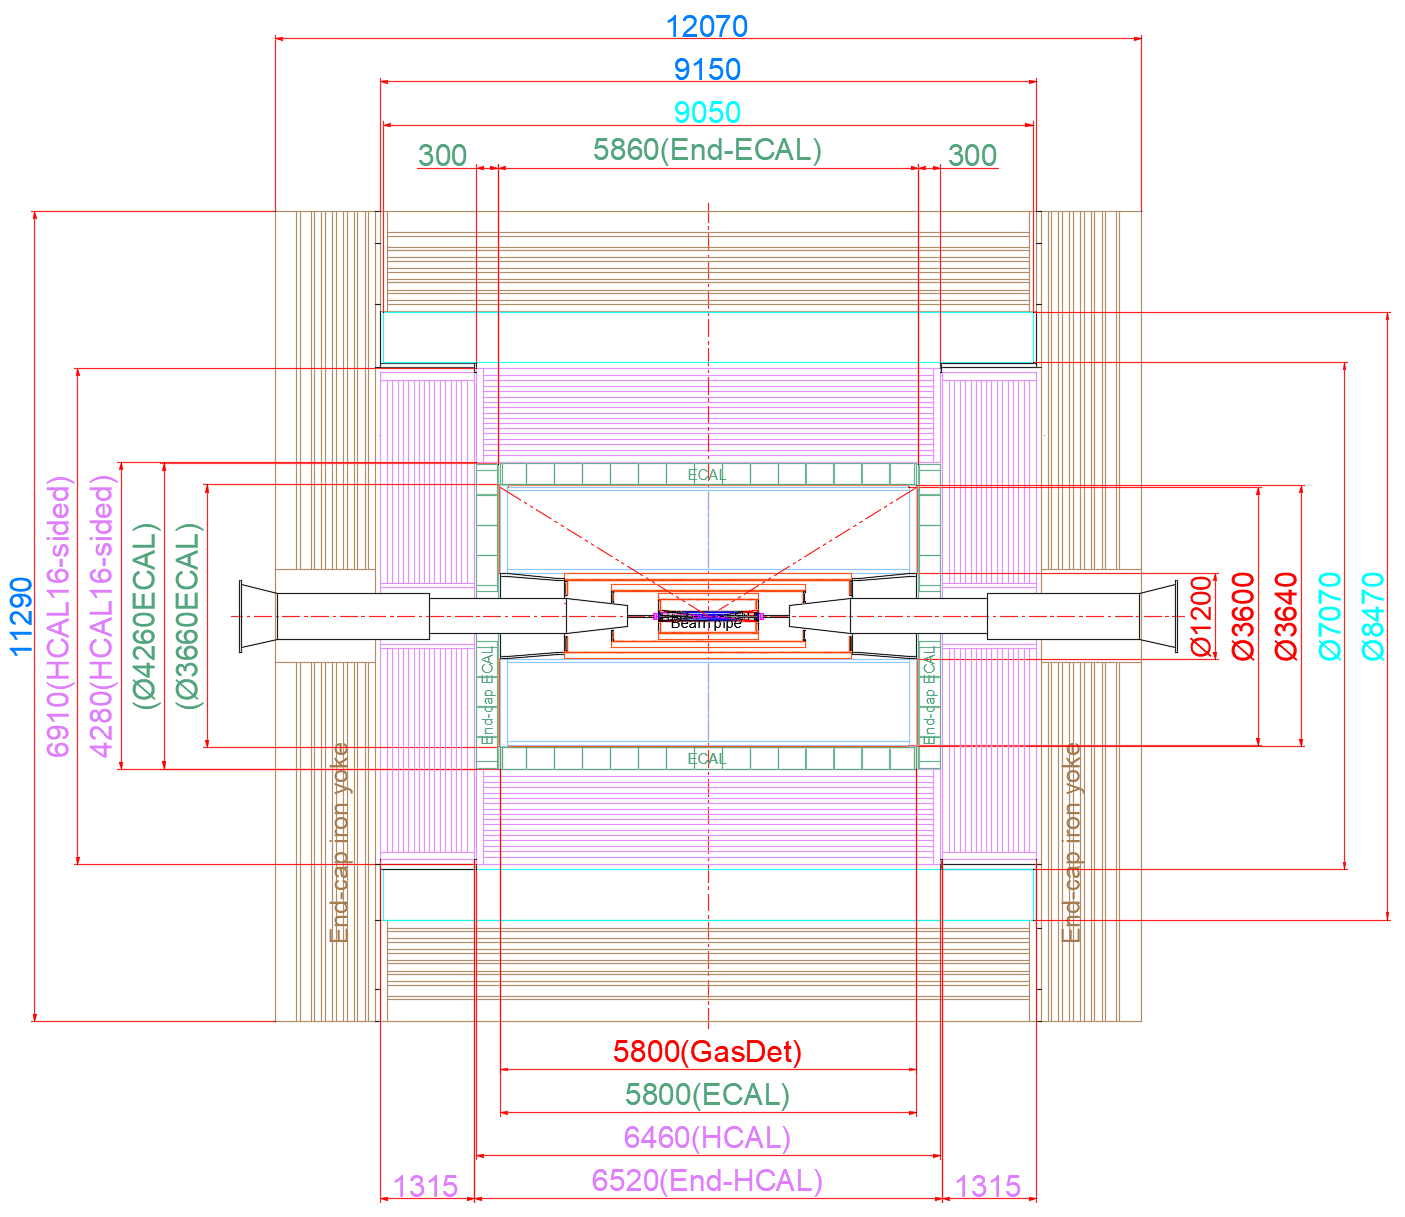 12070
9150
9050
300
5860(End-ECAL)
300
ECAL
11290
6910(HCAL16-sided)
4280(HCAL16-sided)
(Ø4260ECAL)
(Ø3660ECAL)
Beam pipe
Ø1200
Ø3600
Ø3640
Ø7070
Ø8470
End-cap ECAL
End-cap ECAL
ECAL
End-cap iron yoke
End-cap iron yoke
5800(GasDet)
5800(ECAL)
6460(HCAL)
1315
6520(End-HCAL)
1315